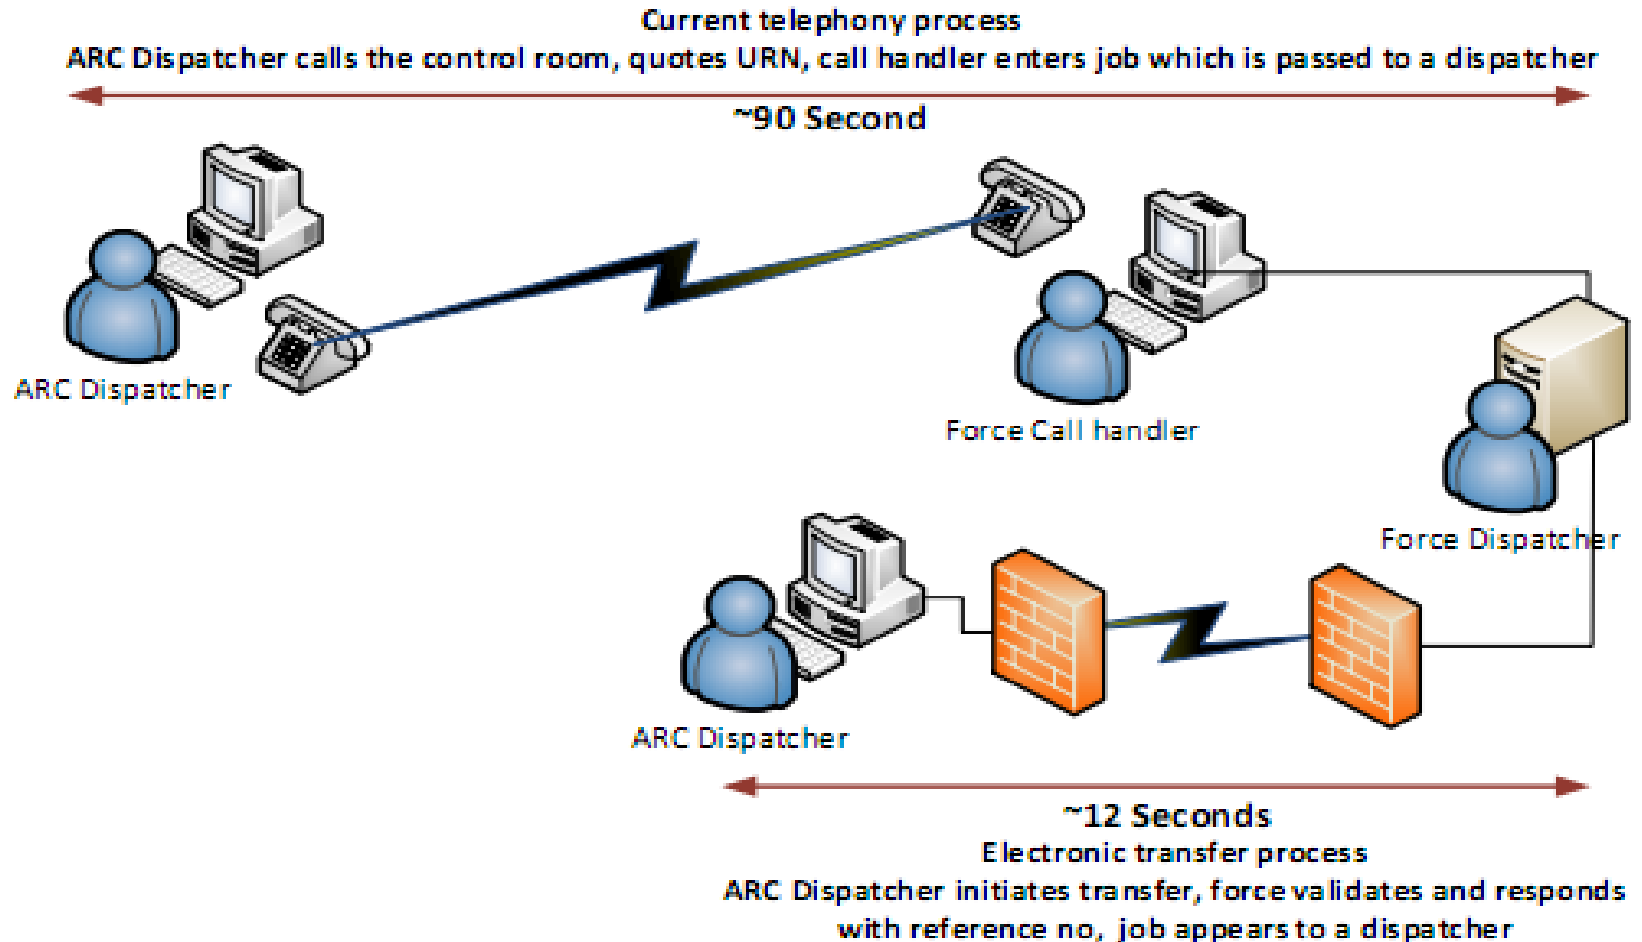 Current telephony process
ARC Dispatcher calls the control room, quotes URN, call handler enters job which is passed to a dispatcher
~90 Second
ARC Dispatcher
Force Call handler
Force Dispatcher
ARC Dispatcher
~12 Seconds
Electronic transfer process
ARC Dispatcher initiates transfer, force validates and responds
with reference no, job appears to a dispatcher